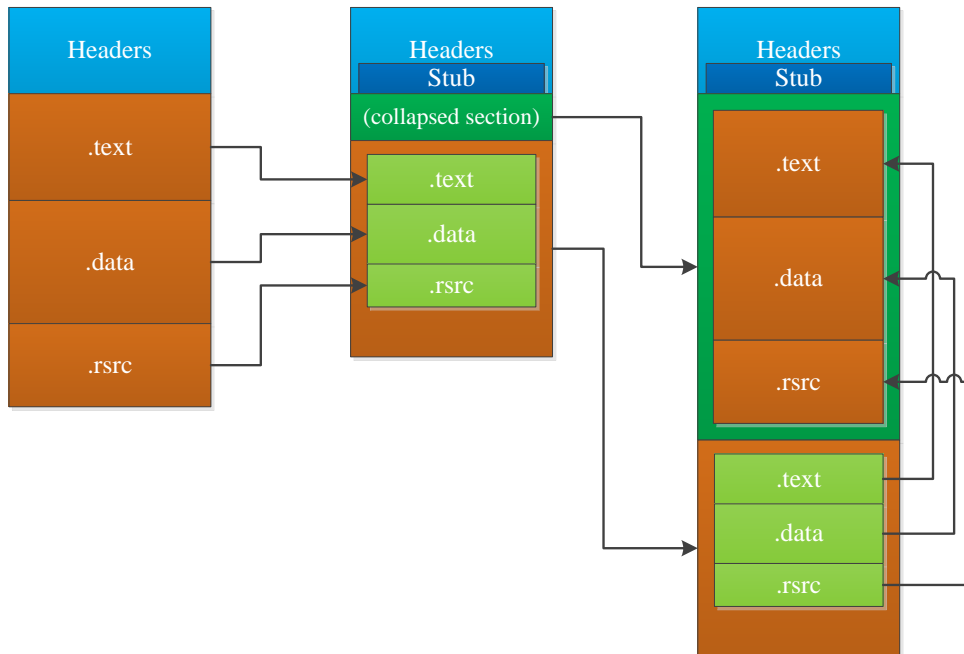 Headers
.text
.data
.rsrc
Headers
Stub
(collapsed section)
.text
.data
.rsrc
Headers
Stub
.text
.data
.rsrc
.text
.data
.rsrc